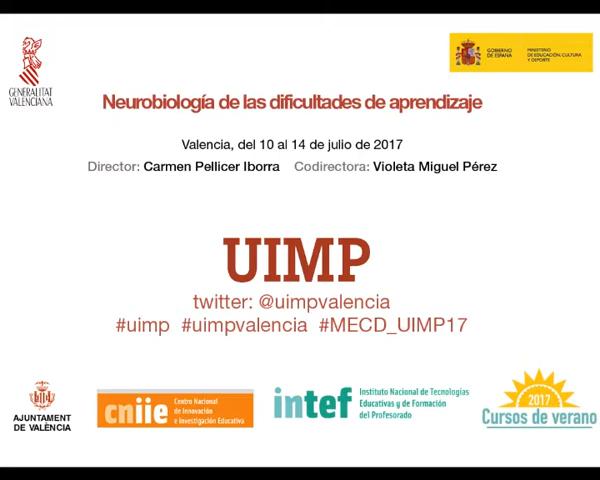 GENERALITAT
VALENCIANA
GOBIERNO
DE ESPAÑA
MINISTERIO
DE EDUCACIÓN, CULTURA
Y DEPORTE
Neurobiología de las dificultades de aprendizaje
Valencia, del 10 al 14 de julio de 2017
Director: Carmen Pellicer Iborra Codirectora: Violeta Miguel Pérez
UIMP
twitter: @uimpvalencia
#uimp #uimpvalencia #MECD_UIMP17
AJUNTAMENT
DE VALÈNCIA
cniie
Centro Nacional
de Innovación
e Investigación Educativa
intef
Instituto Nacional de Tecnologías
Educativas y de Formación
del Profesorado
2017
Cursos de verano